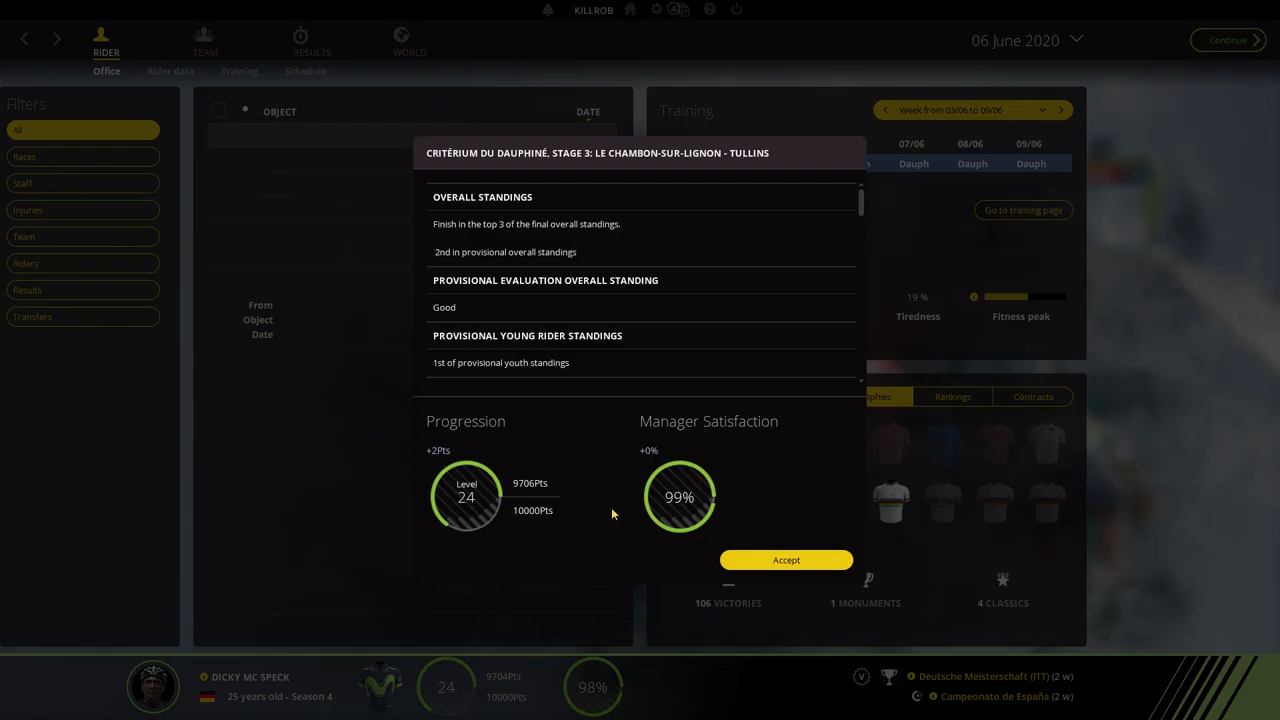 KILLROB
4
RIDER
TEAM
RESULTS
WORLD
06 June 2020
Continue
Office
Rider data
Training
Schedule
Filters
All
Races
Staff
Injuries
Team
Riders
Results
Transfers
OBJECT
DATE
From
Object
Date
Training
Week from 03/06 to 09/06
07/06
08/06
09/06
Dauph
Dauph
Dauph
Go to training page
19 %
Tiredness
Fitness peak
CRITÉRIUM DU DAUPHINÉ, STAGE 3: LE CHAMBON-SUR-LIGNON - TULLINS
OVERALL STANDINGS
Finish in the top 3 of the final overall standings.
2nd in provisional overall standings
PROVISIONAL EVALUATION OVERALL STANDING
Good
PROVISIONAL YOUNG RIDER STANDINGS
1st of provisional youth standings
Progression
+2Pts
Level
24
9706Pts
10000Pts
Manager Satisfaction
+0%
99%
Accept
phies
Rankings
Contracts
106 VICTORIES
1 MONUMENTS
4 CLASSICS
DICKY MC SPECK
25 years old - Season 4
24
9704Pts
10000Pts
98%
V
Deutsche Meisterschaft (ITT) (2 w)
Campeonato de España (2 w)